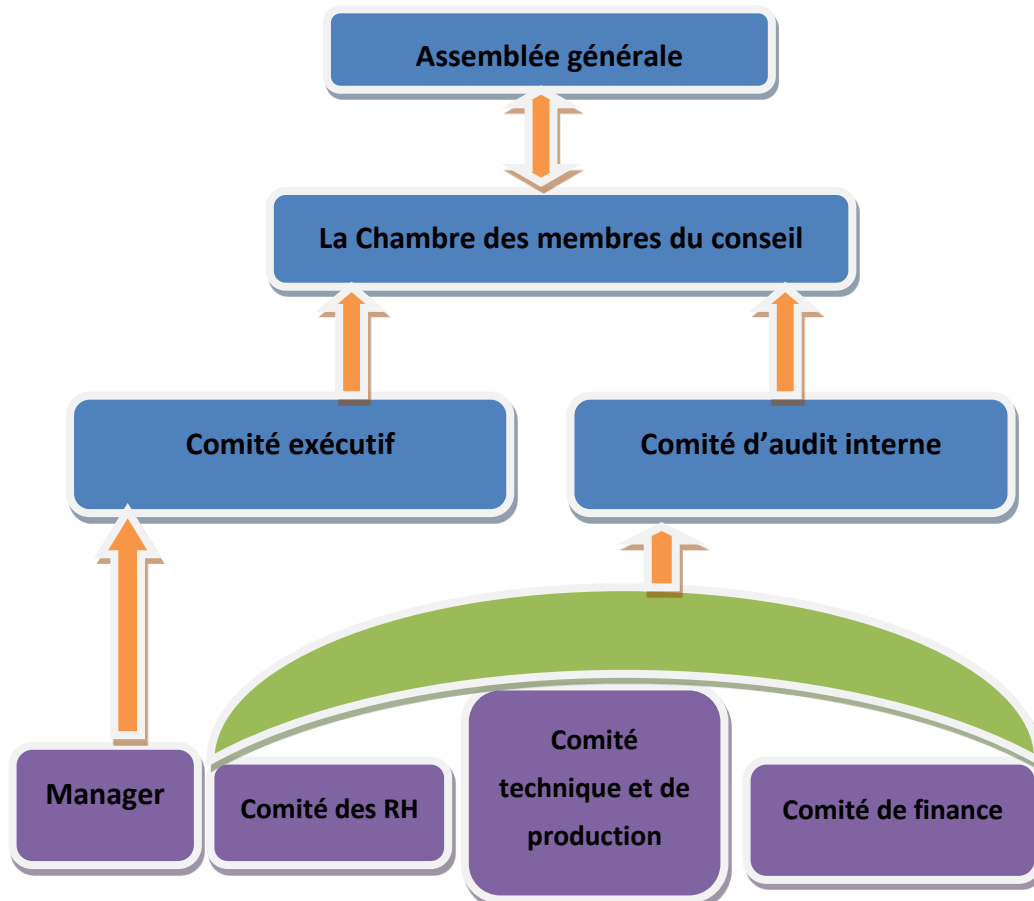 Assemblée générale
La Chambre des membres du conseil
Comité exécutif
Comité d’audit interne
Manager
Comité des RH
Comité
technique et de
production
Comité de finance